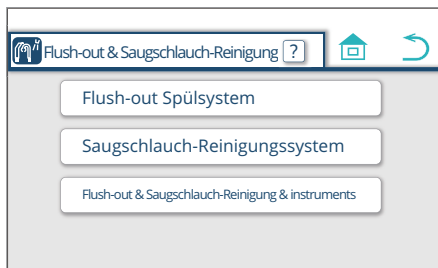 Flush-out & Saugschlauch-Reinigung ?
Flush-out Spülsystem
Saugschlauch-Reinigungssystem
Flush-out & Saugschlauch-Reinigung & instruments